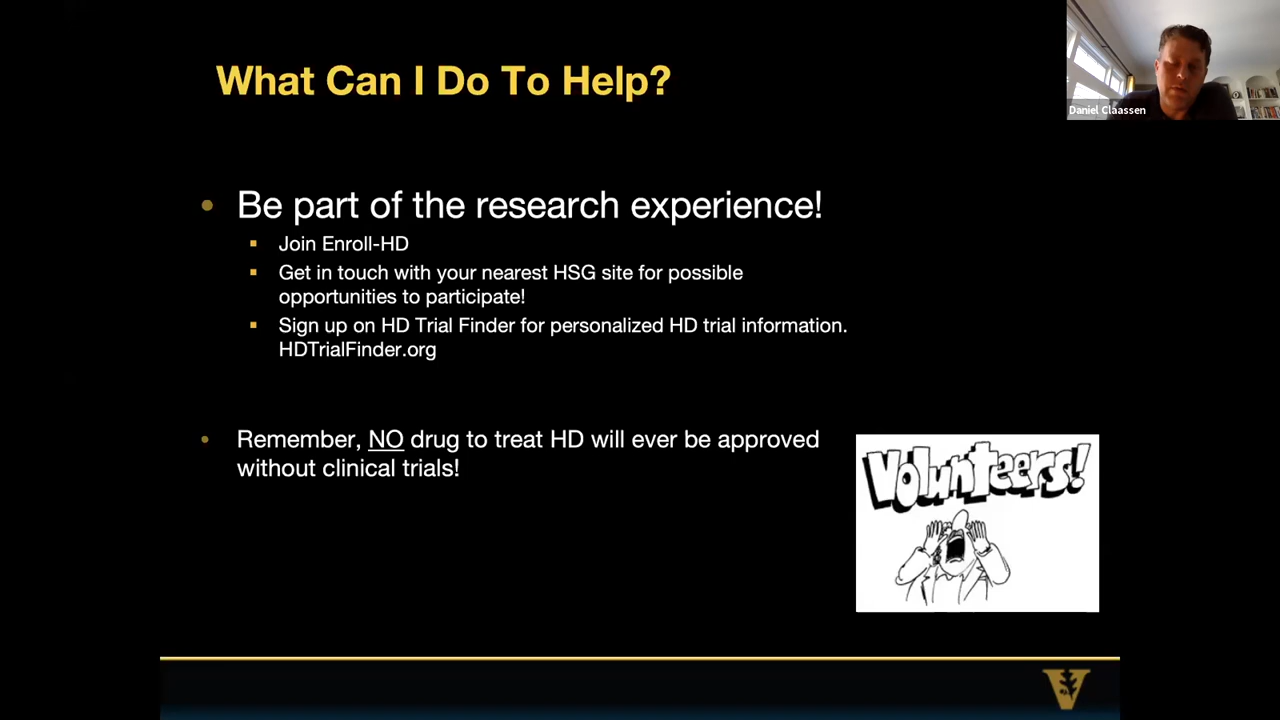 What Can I Do To Help?
Daniel Claassen
• Be part of the research experience!
▪ Join Enroll-HD
▪ Get in touch with your nearest HSG site for possible
opportunities to participate!
▪ Sign up on HD Trial Finder for personalized HD trial information.
HDTrialFinder.org
• Remember, NO drug to treat HD will ever be approved
without clinical trials!
Volunteers!
V